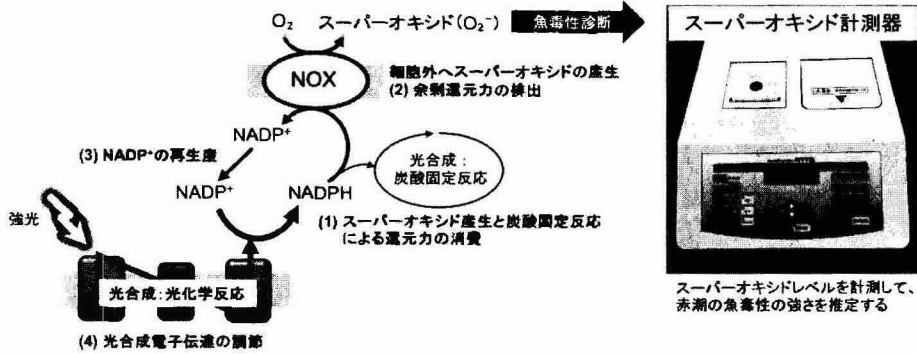 O₂ スーパーオキシド(O₂⁻)
魚毒性診断
スーパーオキシド計測器
NOX
細胞外へスーパーオキシドの産生
(2) 余剰還元力の排出
NADP⁺
(3) NADP⁺の再生産
NADP⁺
NADPH
光合成:
炭酸固定反応
強光
(1) スーパーオキシド産生と炭酸固定反応
による還元力の消費
光合成:光化学反応
(4) 光合成電子伝達の調節
スーパーオキシドレベルを計測して、
赤潮の魚毒性の強さを推定する